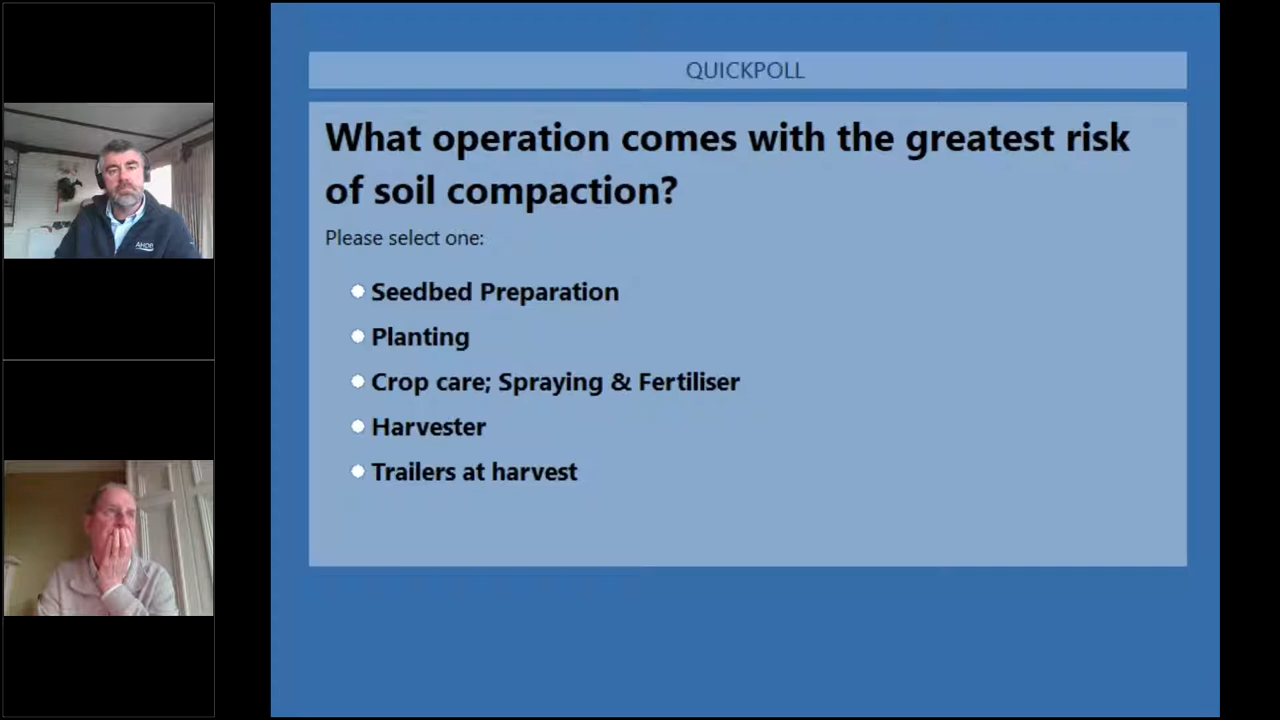 QUICKPOLL
What operation comes with the greatest risk
of soil compaction?
Please select one:
Seedbed Preparation
Planting
Crop care; Spraying & Fertiliser
Harvester
Trailers at harvest
AHDB